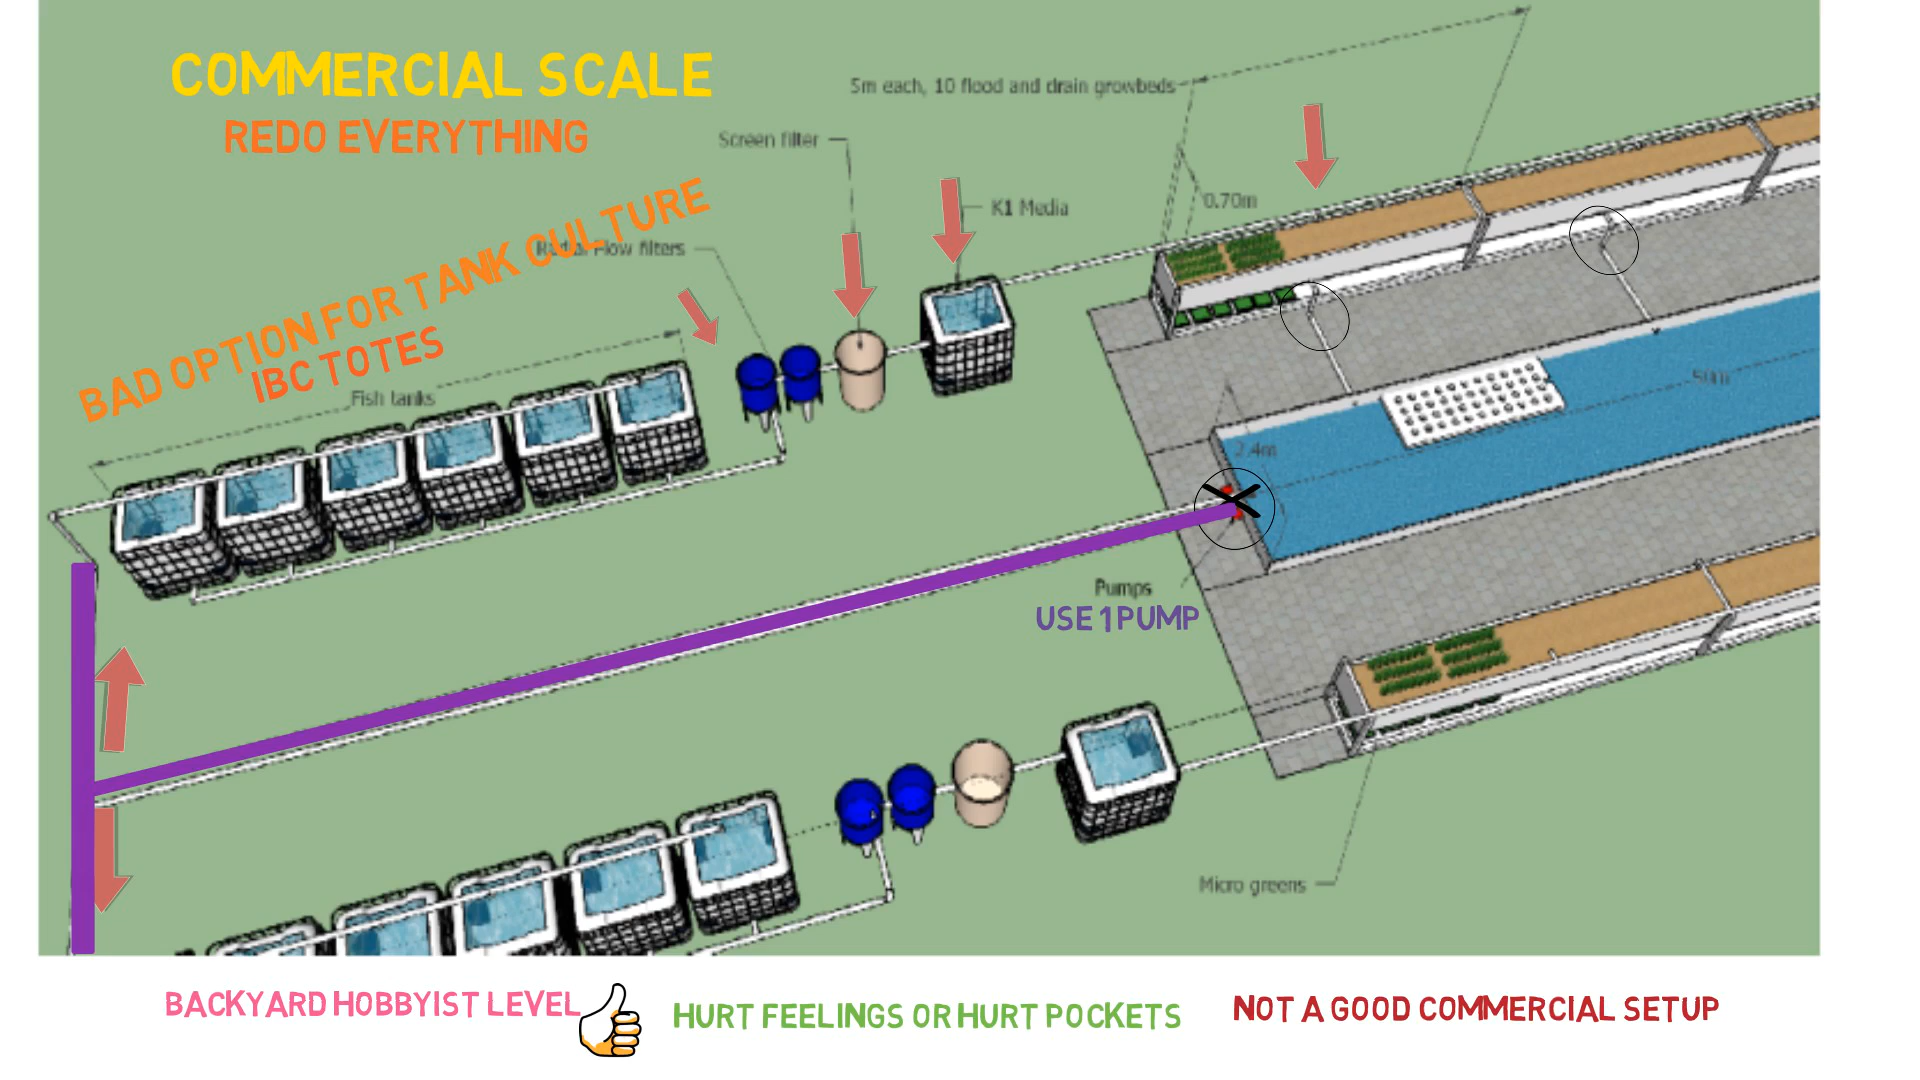 COMMERCIAL SCALE
REDO EVERYTHING
5m each, 10 flood and drain growbeds
Screen filter
K1 Media
0.70m
BAD OPTION FOR TANK CULTURE
IBC TOTES
Flow filters
Fish tanks
2.4m
Pumps
USE 1 PUMP
Micro greens
BACKYARD HOBBYIST LEVEL
HURT FEELINGS OR HURT POCKETS
NOT A GOOD COMMERCIAL SETUP